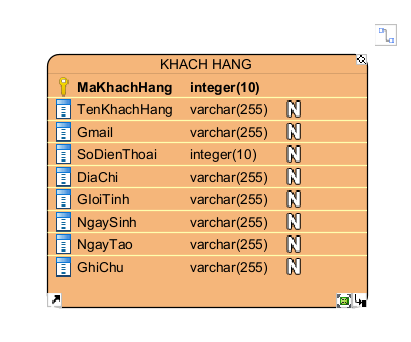 KHACH HANG
MaKhachHang integer(10)
TenKhachHang varchar(255) N
Gmail varchar(255) N
SoDienThoai integer(10) N
DiaChi varchar(255) N
GIoiTinh varchar(255) N
NgaySinh varchar(255) N
NgayTao varchar(255) N
GhiChu varchar(255) N